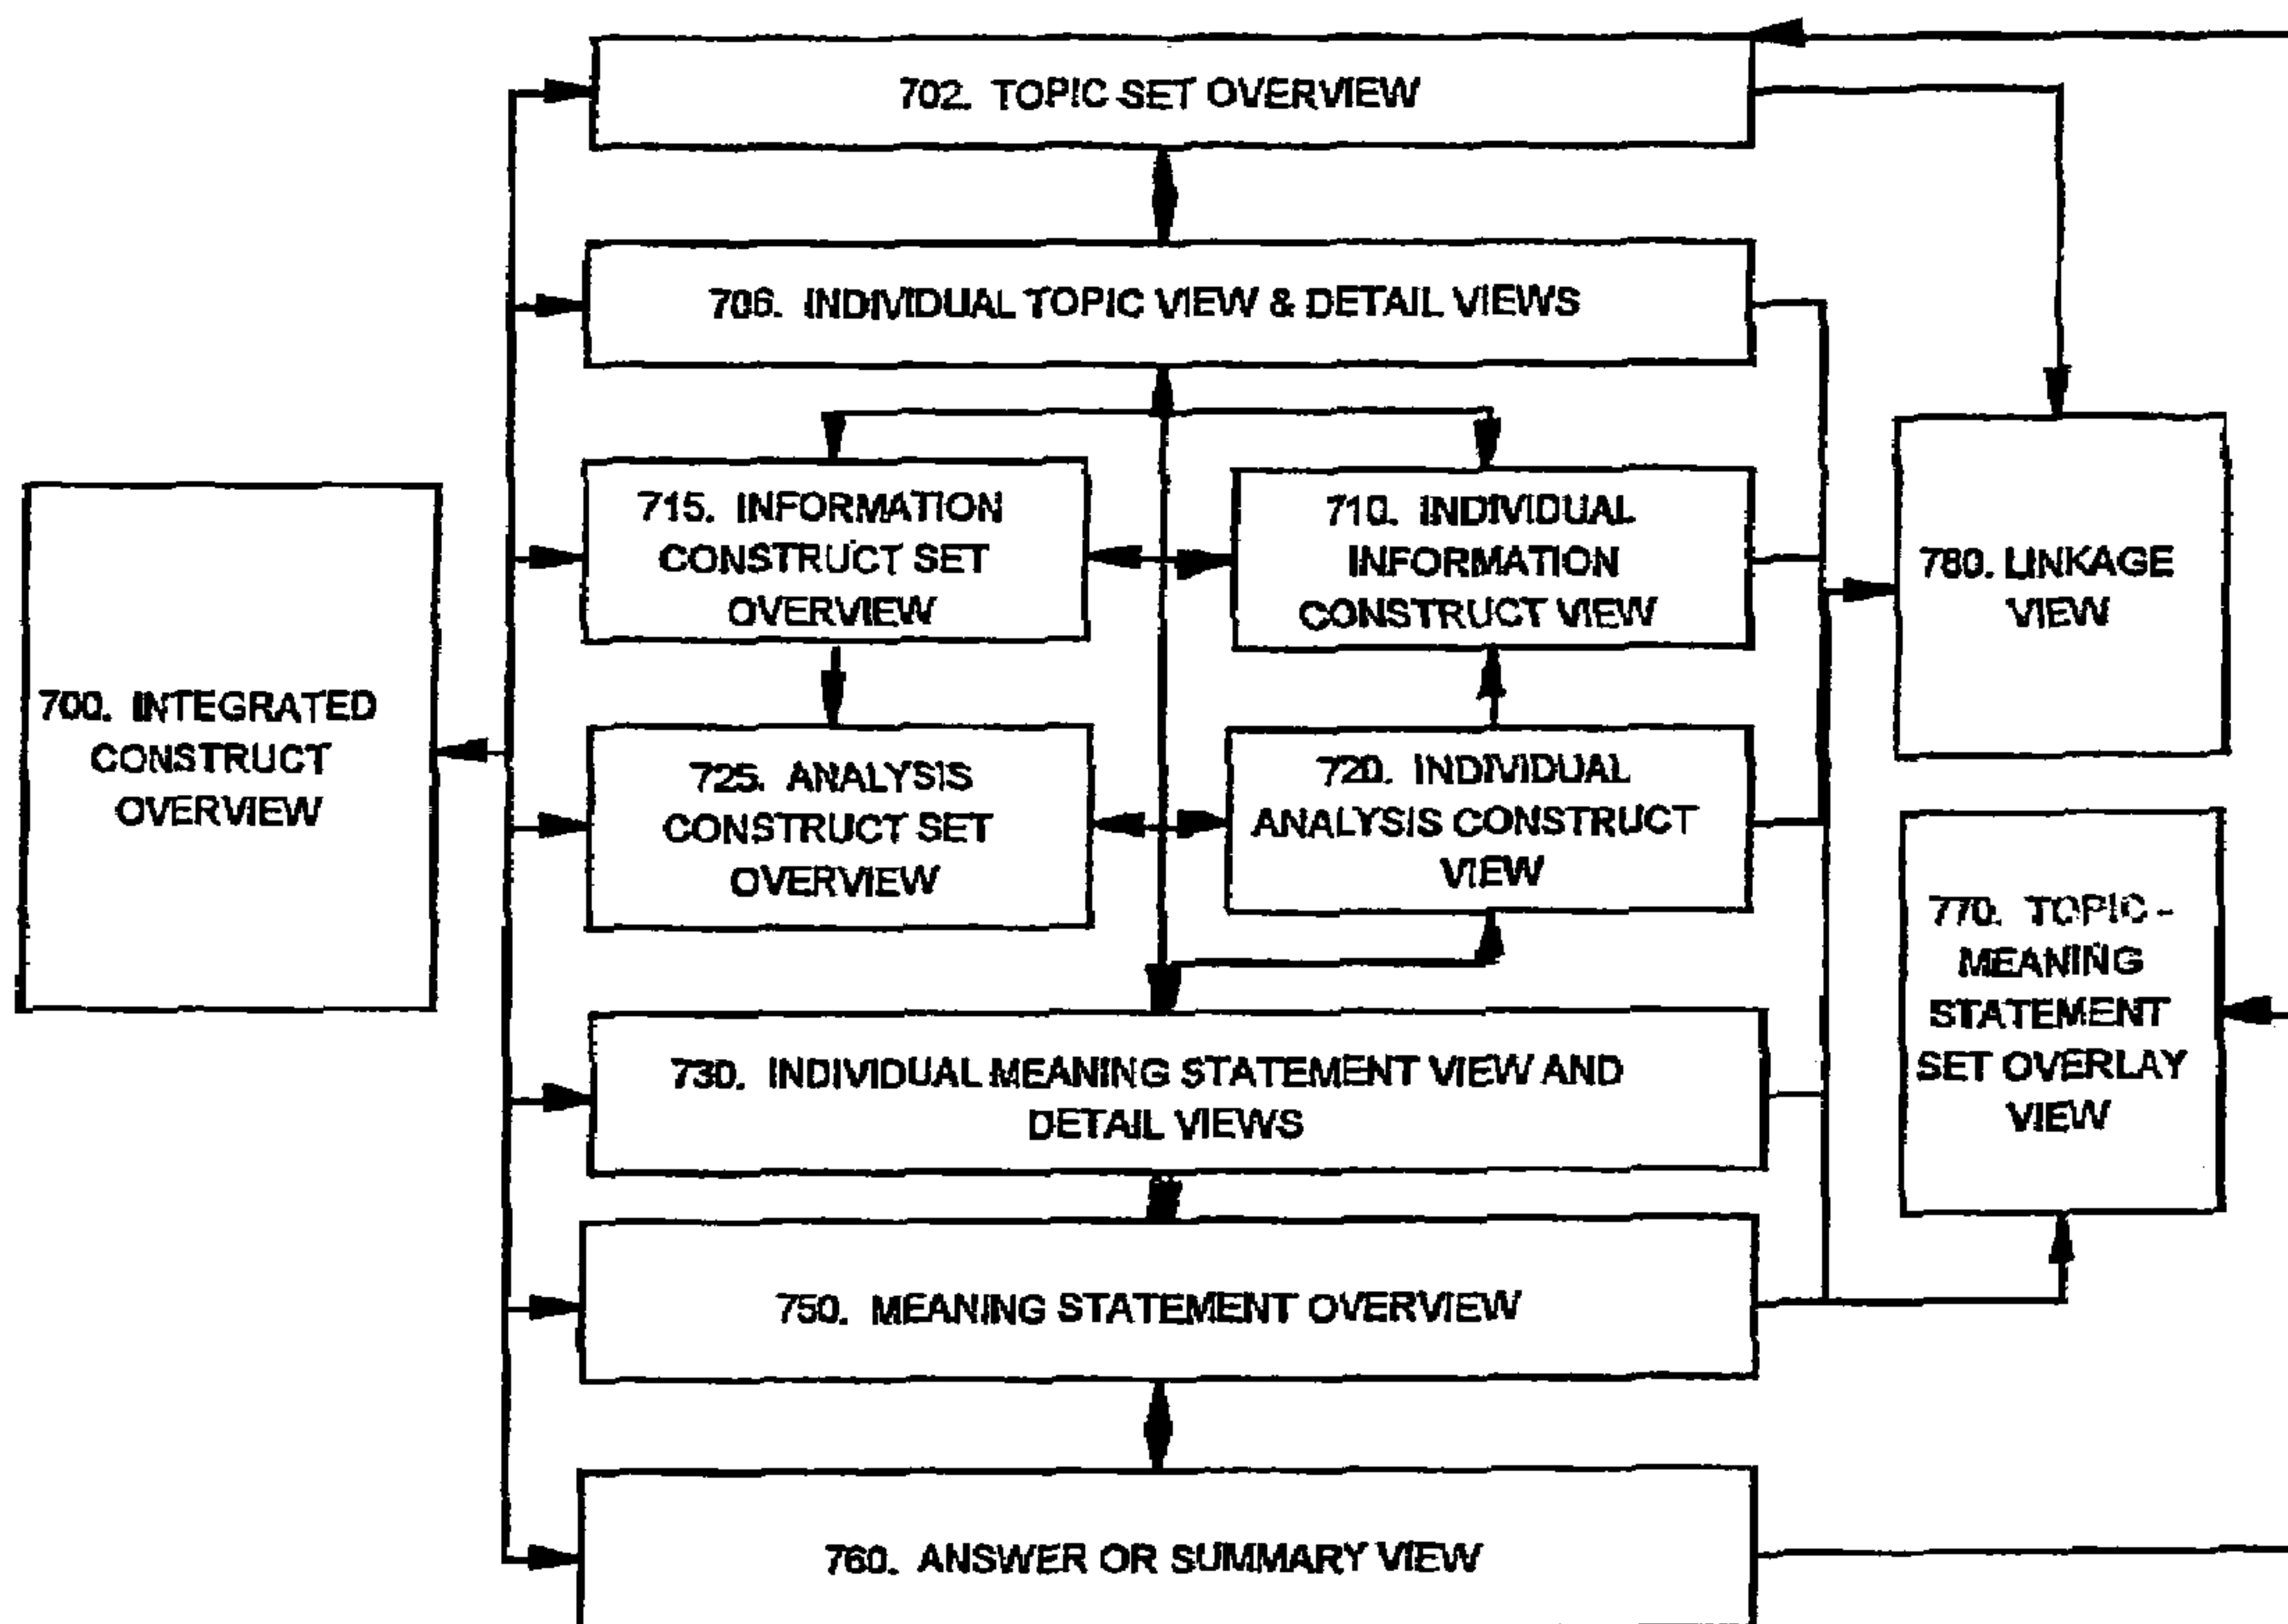 702. TOPIC SET OVERVIEW
706. INDIVIDUAL TOPIC VIEW & DETAIL VIEWS
715. INFORMATION
CONSTRUCT SET
OVERVIEW
710. INDIVIDUAL
INFORMATION
CONSTRUCT VIEW
780. LINKAGE
VIEW
700. INTEGRATED
CONSTRUCT
OVERVIEW
725. ANALYSIS
CONSTRUCT SET
OVERVIEW
720. INDIVIDUAL
ANALYSIS CONSTRUCT
VIEW
770. TOPIC -
MEANING
STATEMENT
SET OVERLAY
VIEW
730. INDIVIDUAL MEANING STATEMENT VIEW AND
DETAIL VIEWS
750. MEANING STATEMENT OVERVIEW
760. ANSWER OR SUMMARY VIEW